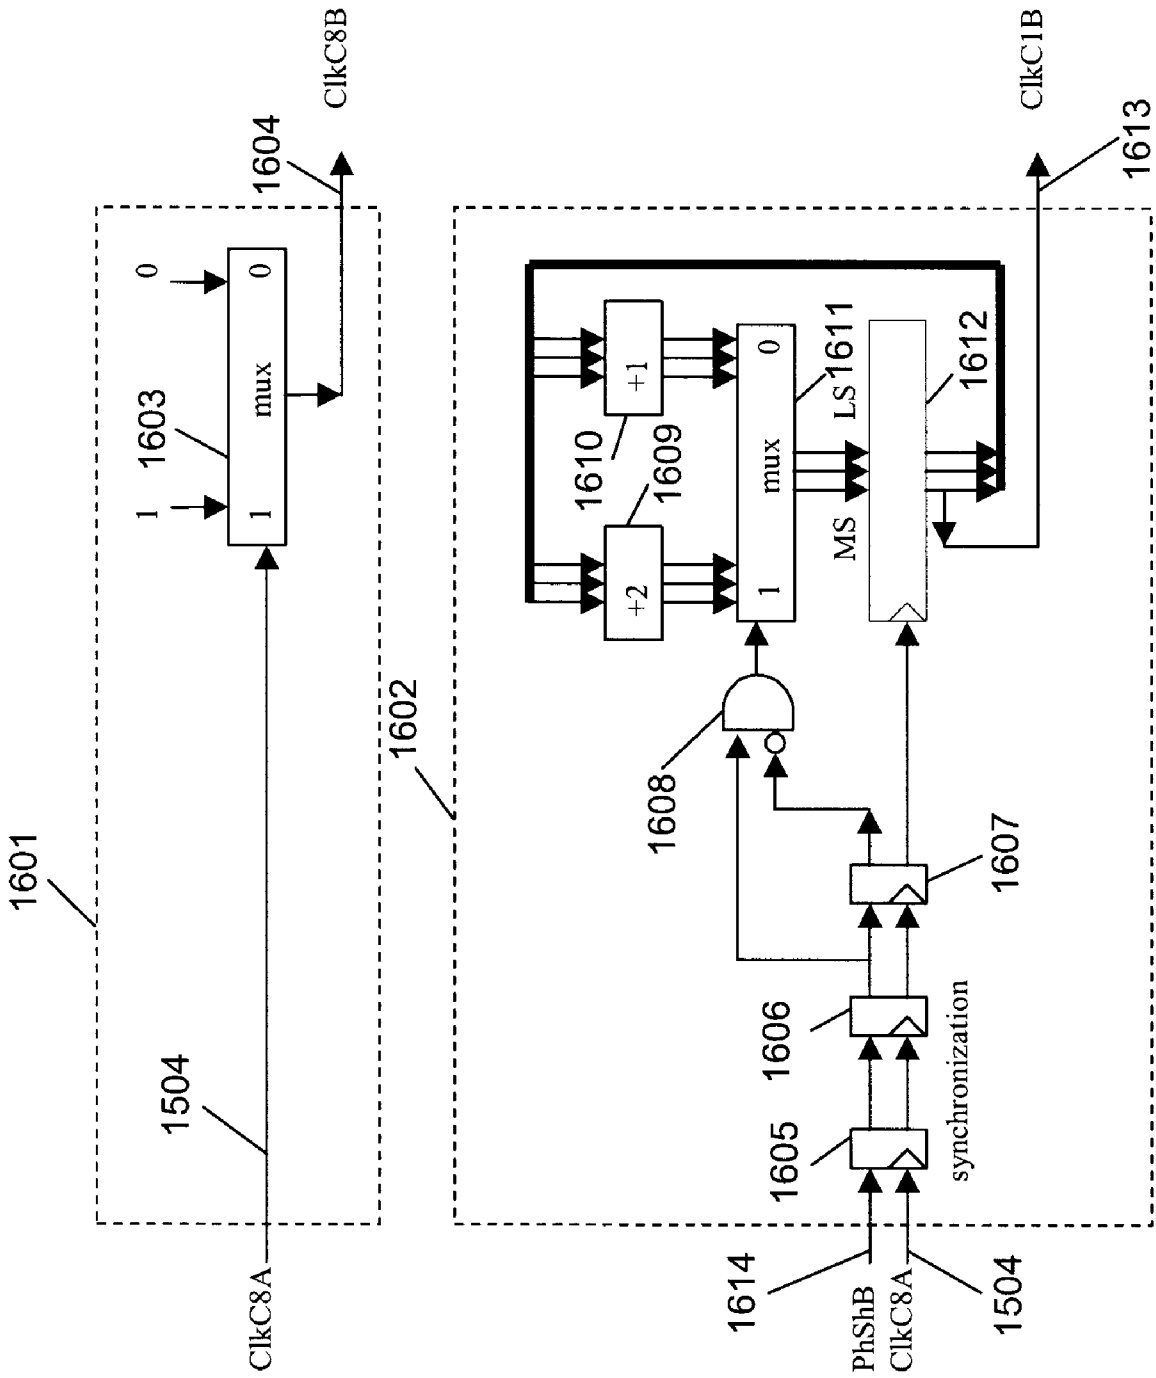 1601
ClkC8A
1504
1603
1
0
1 mux 0
1604
ClkC8B
1602
1614
PhShB
ClkC8A
1504
1605
1606
synchronization
1607
1608
+2
1609
+1
1610
1 mux 0
1611
MS
LS
1612
ClkC1B
1613